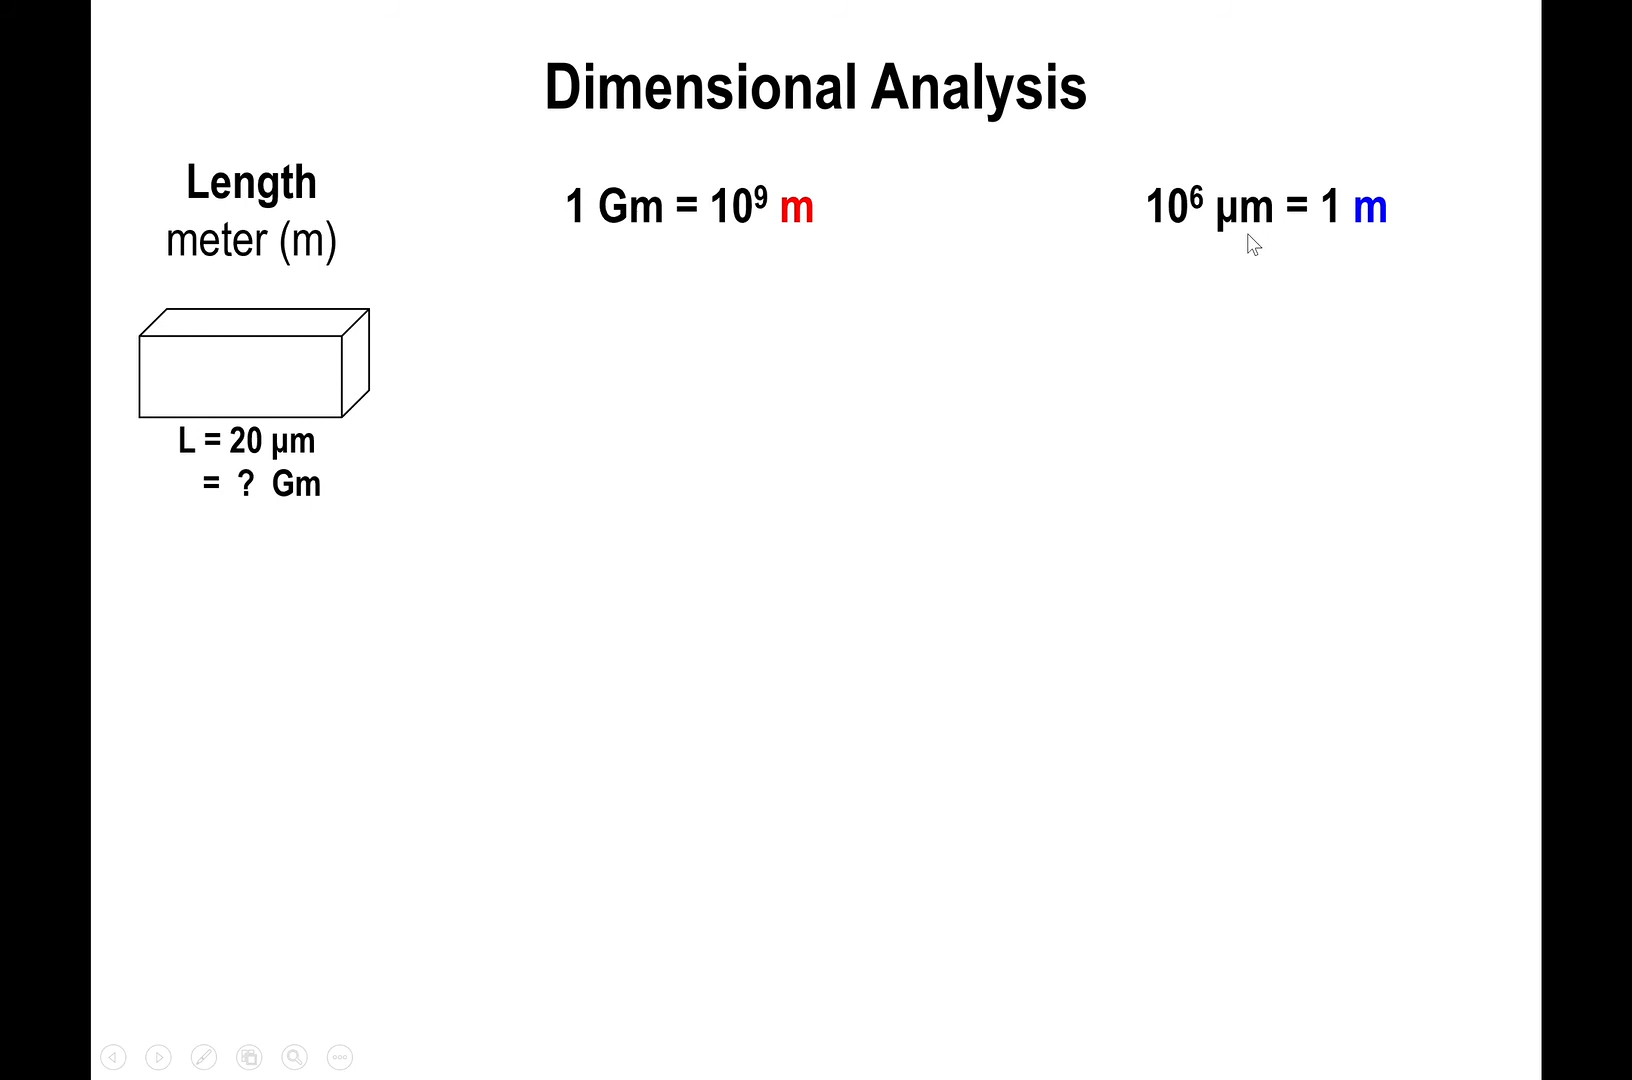 Dimensional Analysis
Length
meter (m)
1 Gm = 10⁹ m
10⁶ µm = 1 m
L = 20 µm
= ? Gm